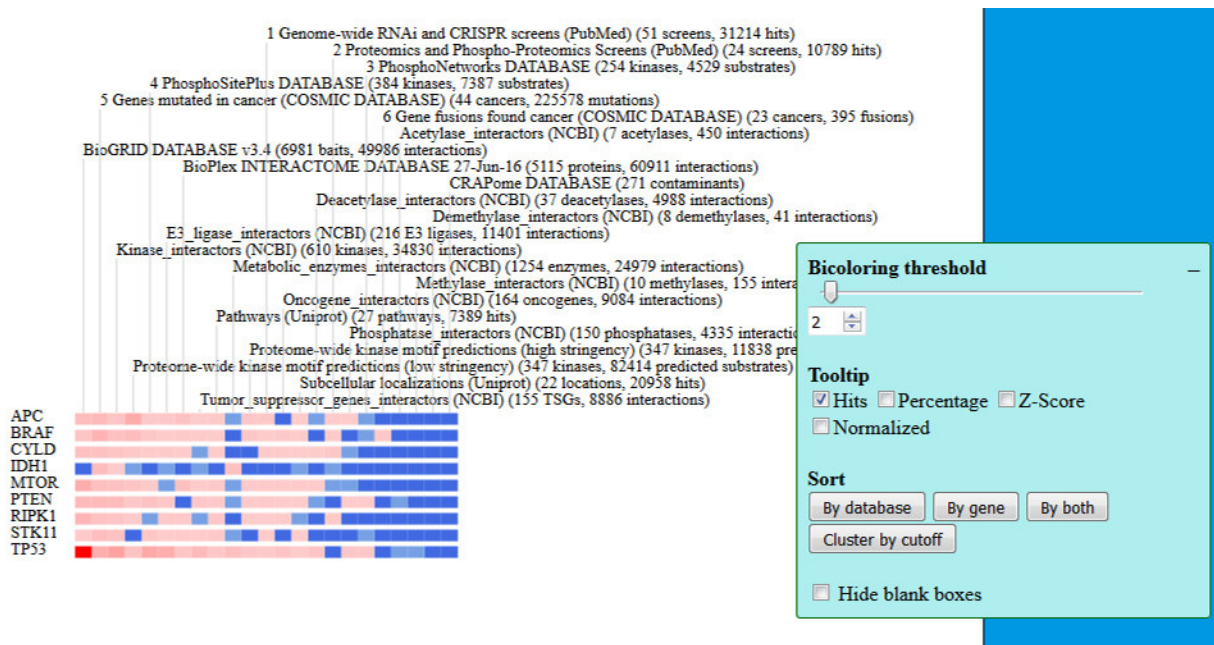 1 Genome-wide RNAi and CRISPR screens (PubMed) (51 screens, 31214 hits)
2 Proteomics and Phospho-Proteomics Screens (PubMed) (24 screens, 10789 hits)
3 PhosphoNetworks DATABASE (254 kinases, 4529 substrates)
4 PhosphoSitePlus DATABASE (384 kinases, 7387 substrates)
5 Genes mutated in cancer (COSMIC DATABASE) (44 cancers, 225578 mutations)
6 Gene fusions found cancer (COSMIC DATABASE) (23 cancers, 395 fusions)
Acetylase_interactors (NCBI) (7 acetylases, 450 interactions)
BioGRID DATABASE v3.4 (6981 baits, 49986 interactions)
BioPlex INTERACTOME DATABASE 27-Jun-16 (5115 proteins, 60911 interactions)
CRAPome DATABASE (271 contaminants)
Deacetylase_interactors (NCBI) (37 deacetylases, 4988 interactions)
Demethylase_interactors (NCBI) (8 demethylases, 41 interactions)
E3_ligase_interactors (NCBI) (216 E3 ligases, 11401 interactions)
Kinase_interactors (NCBI) (610 kinases, 34830 interactions)
Metabolic_enzymes_interactors (NCBI) (1254 enzymes, 24979 interactions)
Methylase_interactors (NCBI) (10 methylases, 155 intera
Oncogene_interactors (NCBI) (164 oncogenes, 9084 interactions)
Pathways (Uniprot) (27 pathways, 7389 hits)
Phosphatase_interactors (NCBI) (150 phosphatases, 4335 interactio
Proteome-wide kinase motif predictions (high stringency) (347 kinases, 11838 pre
Proteome-wide kinase motif predictions (low stringency) (347 kinases, 82414 predicted substrates)
Subcellular localizations (Uniprot) (22 locations, 20958 hits)
Tumor_suppressor_genes_interactors (NCBI) (155 TSGs, 8886 interactions)
APC
BRAF
CYLD
IDH1
MTOR
PTEN
RIPK1
STK11
TP53
Bicoloring threshold –
2
Tooltip
Hits Percentage Z-Score
Normalized
Sort
By database By gene By both
Cluster by cutoff
Hide blank boxes